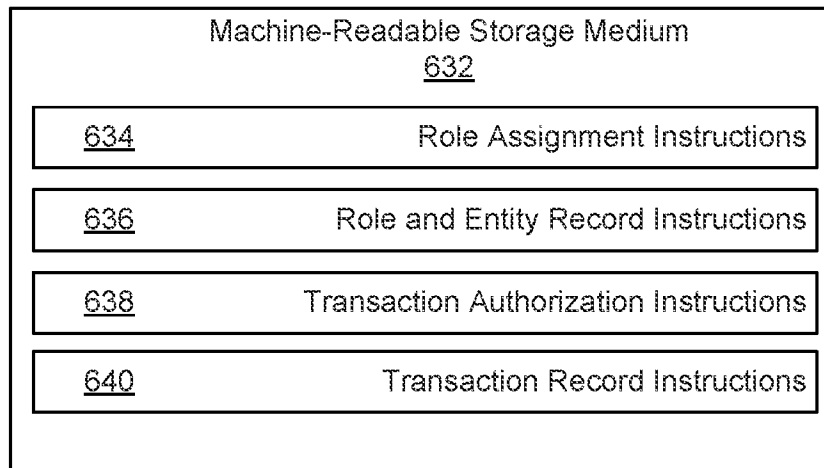 Machine-Readable Storage Medium
632
634 Role Assignment Instructions
636 Role and Entity Record Instructions
638 Transaction Authorization Instructions
640 Transaction Record Instructions